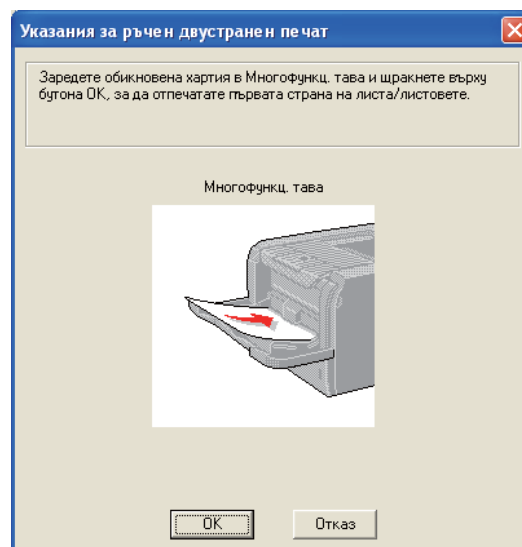 Указания за ръчен двустранен печат
Заредете обикновена хартия в Многофункц. тава и щракнете върху
бутона OK, за да отпечатате първата страна на листа/листовете.
Многофункц. тава
OK
Отказ